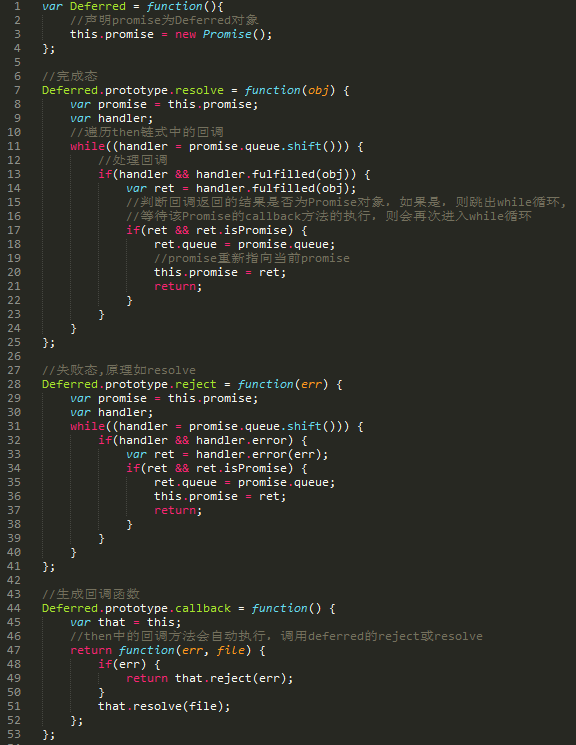 1 var Deferred = function(){
2     //声明promise为Deferred对象
3     this.promise = new Promise();
4 };
5
6 //完成态
7 Deferred.prototype.resolve = function(obj) {
8     var promise = this.promise;
9     var handler;
10     //遍历then链式中的回调
11     while((handler = promise.queue.shift())) {
12         //处理回调
13         if(handler && handler.fulfilled(obj)) {
14             var ret = handler.fulfilled(obj);
15             //判断回调返回的结果是否为Promise对象，如果是，则跳出while循环，
16             //等待该Promise的callback方法的执行，则会再次进入while循环
17             if(ret && ret.isPromise) {
18                 ret.queue = promise.queue;
19                 //promise重新指向当前promise
20                 this.promise = ret;
21                 return;
22             }
23         }
24     }
25 };
26
27 //失败态,原理如resolve
28 Deferred.prototype.reject = function(err) {
29     var promise = this.promise;
30     var handler;
31     while((handler = promise.queue.shift())) {
32         if(handler && handler.error) {
33             var ret = handler.error(err);
34             if(ret && ret.isPromise) {
35                 ret.queue = promise.queue;
36                 this.promise = ret;
37                 return;
38             }
39         }
40     }
41 };
42
43 //生成回调函数
44 Deferred.prototype.callback = function() {
45     var that = this;
46     //then中的回调方法会自动执行，调用deferred的reject或resolve
47     return function(err, file) {
48         if(err) {
49             return that.reject(err);
50         }
51         that.resolve(file);
52     };
53 };